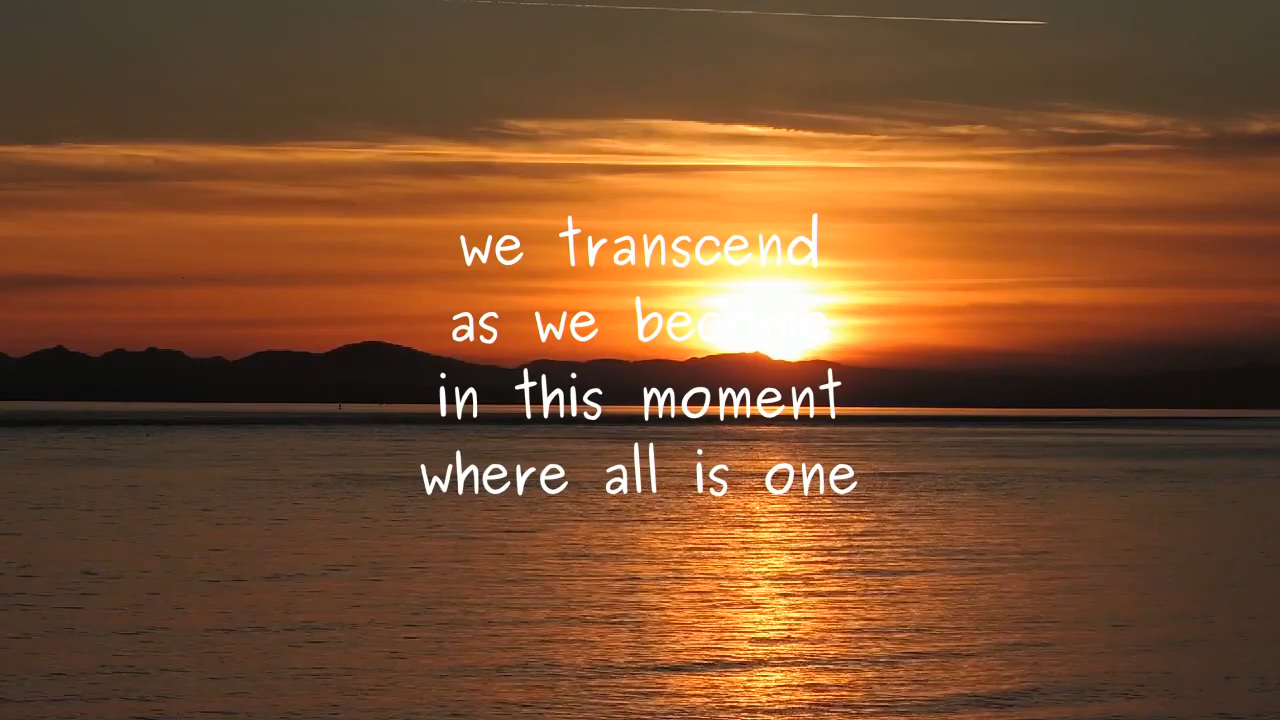 we transcend
as we become
in this moment
where all is one